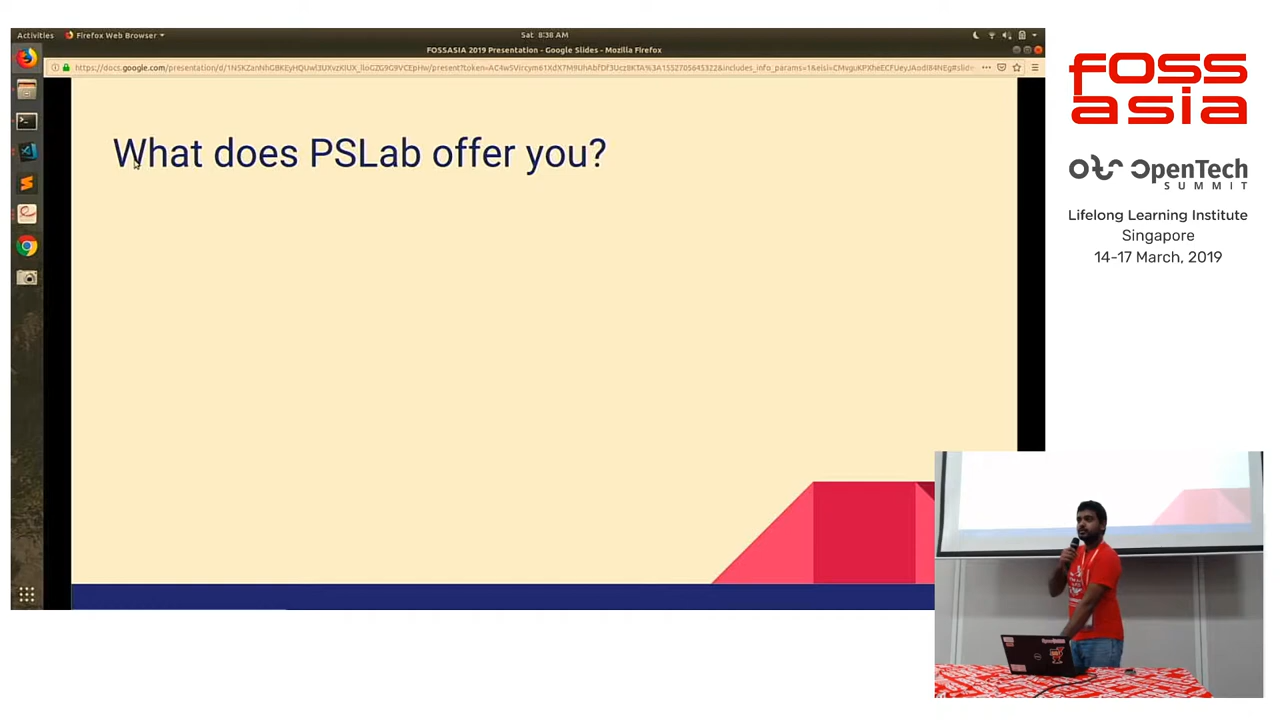 Activities
Firefox Web Browser
Sat 8:38 AM
FOSSASIA 2019 Presentation - Google Slides - Mozilla Firefox
What does PSLab offer you?
FOSS
asia
OpenTech
SUMMIT
Lifelong Learning Institute
Singapore
14-17 March, 2019